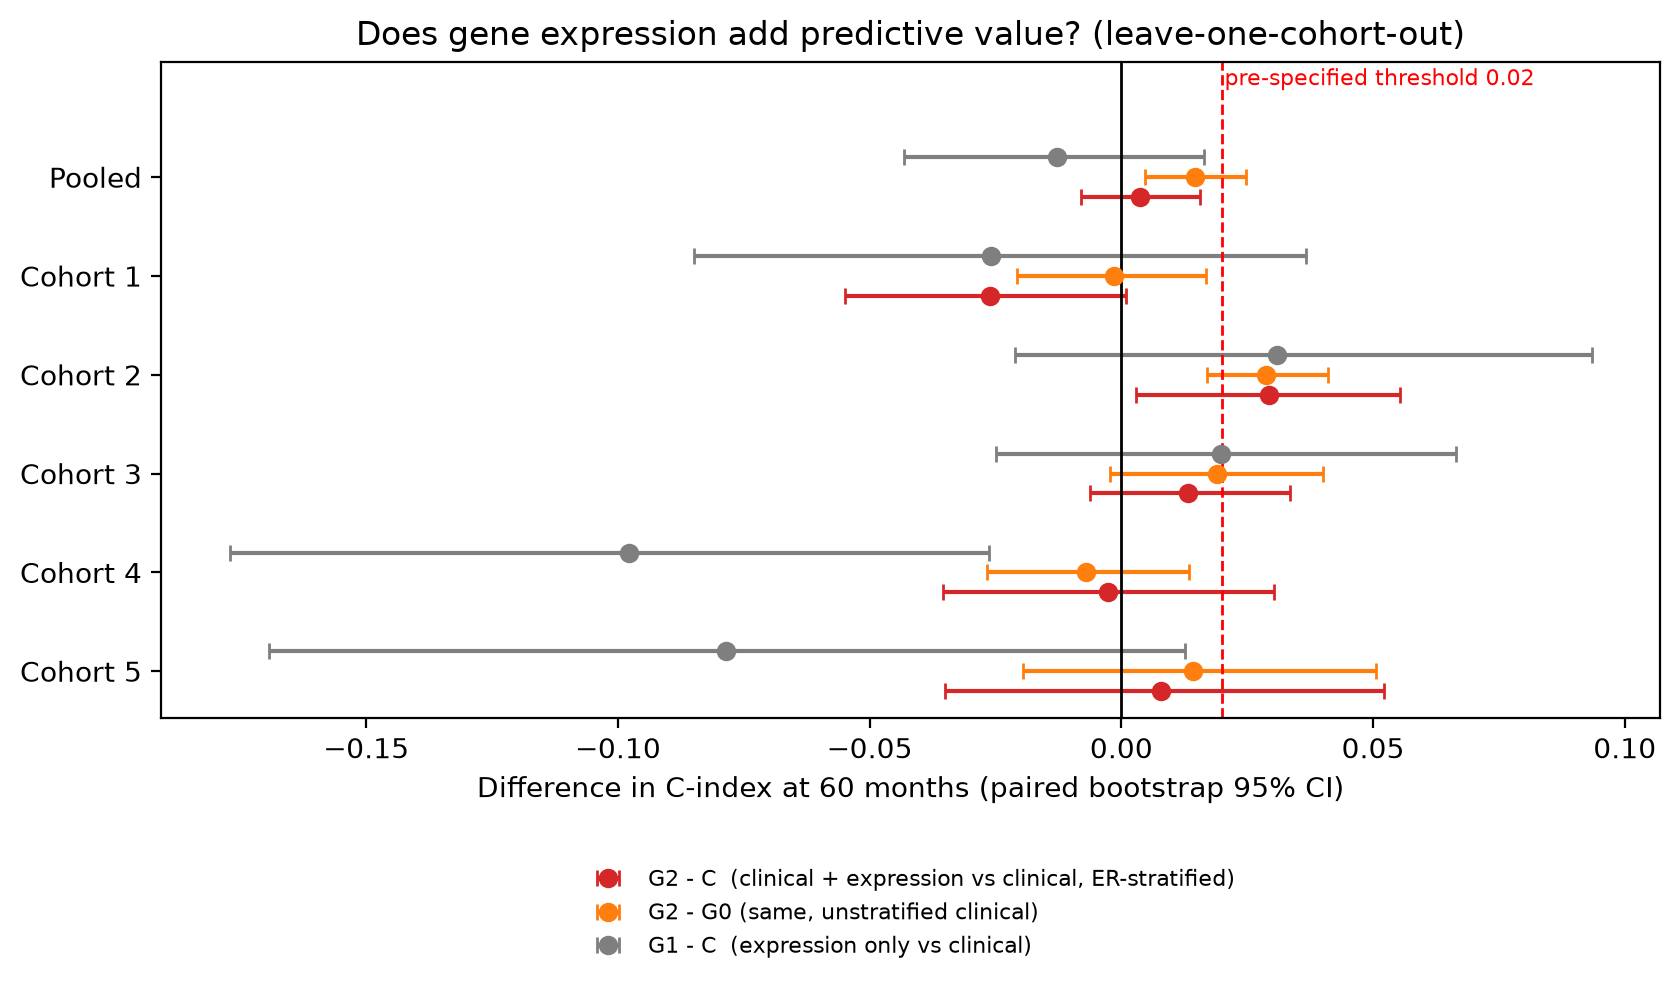 Does gene expression add predictive value? (leave-one-cohort-out)
pre-specified threshold 0.02
Pooled
Cohort 1
Cohort 2
Cohort 3
Cohort 4
Cohort 5
−0.15 −0.10 −0.05 0.00 0.05 0.10
Difference in C-index at 60 months (paired bootstrap 95% CI)
G2 - C (clinical + expression vs clinical, ER-stratified)
G2 - G0 (same, unstratified clinical)
G1 - C (expression only vs clinical)